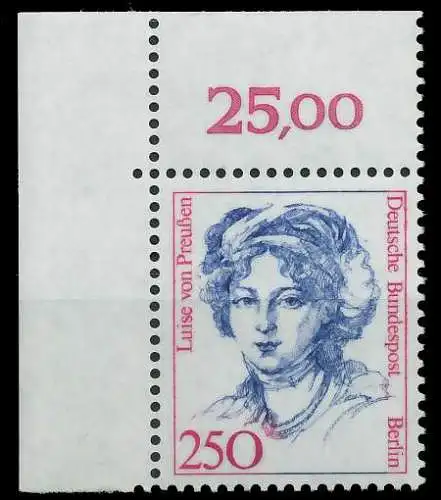 25,00
Luise von Preußen
Deutsche Bundespost Berlin
250